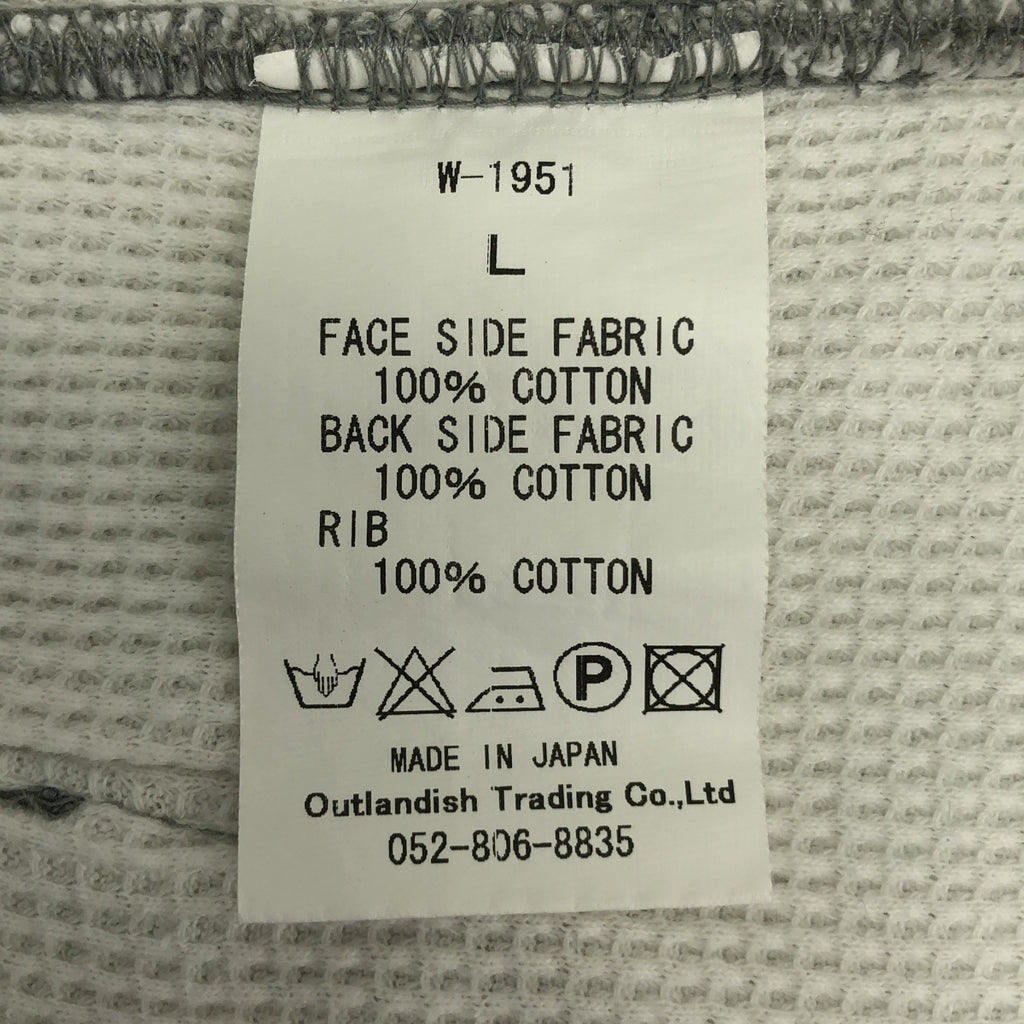 W-1951
L
FACE SIDE FABRIC
100% COTTON
BACK SIDE FABRIC
100% COTTON
RIB
100% COTTON
P
MADE IN JAPAN
Outlandish Trading Co.,Ltd
052-806-8835